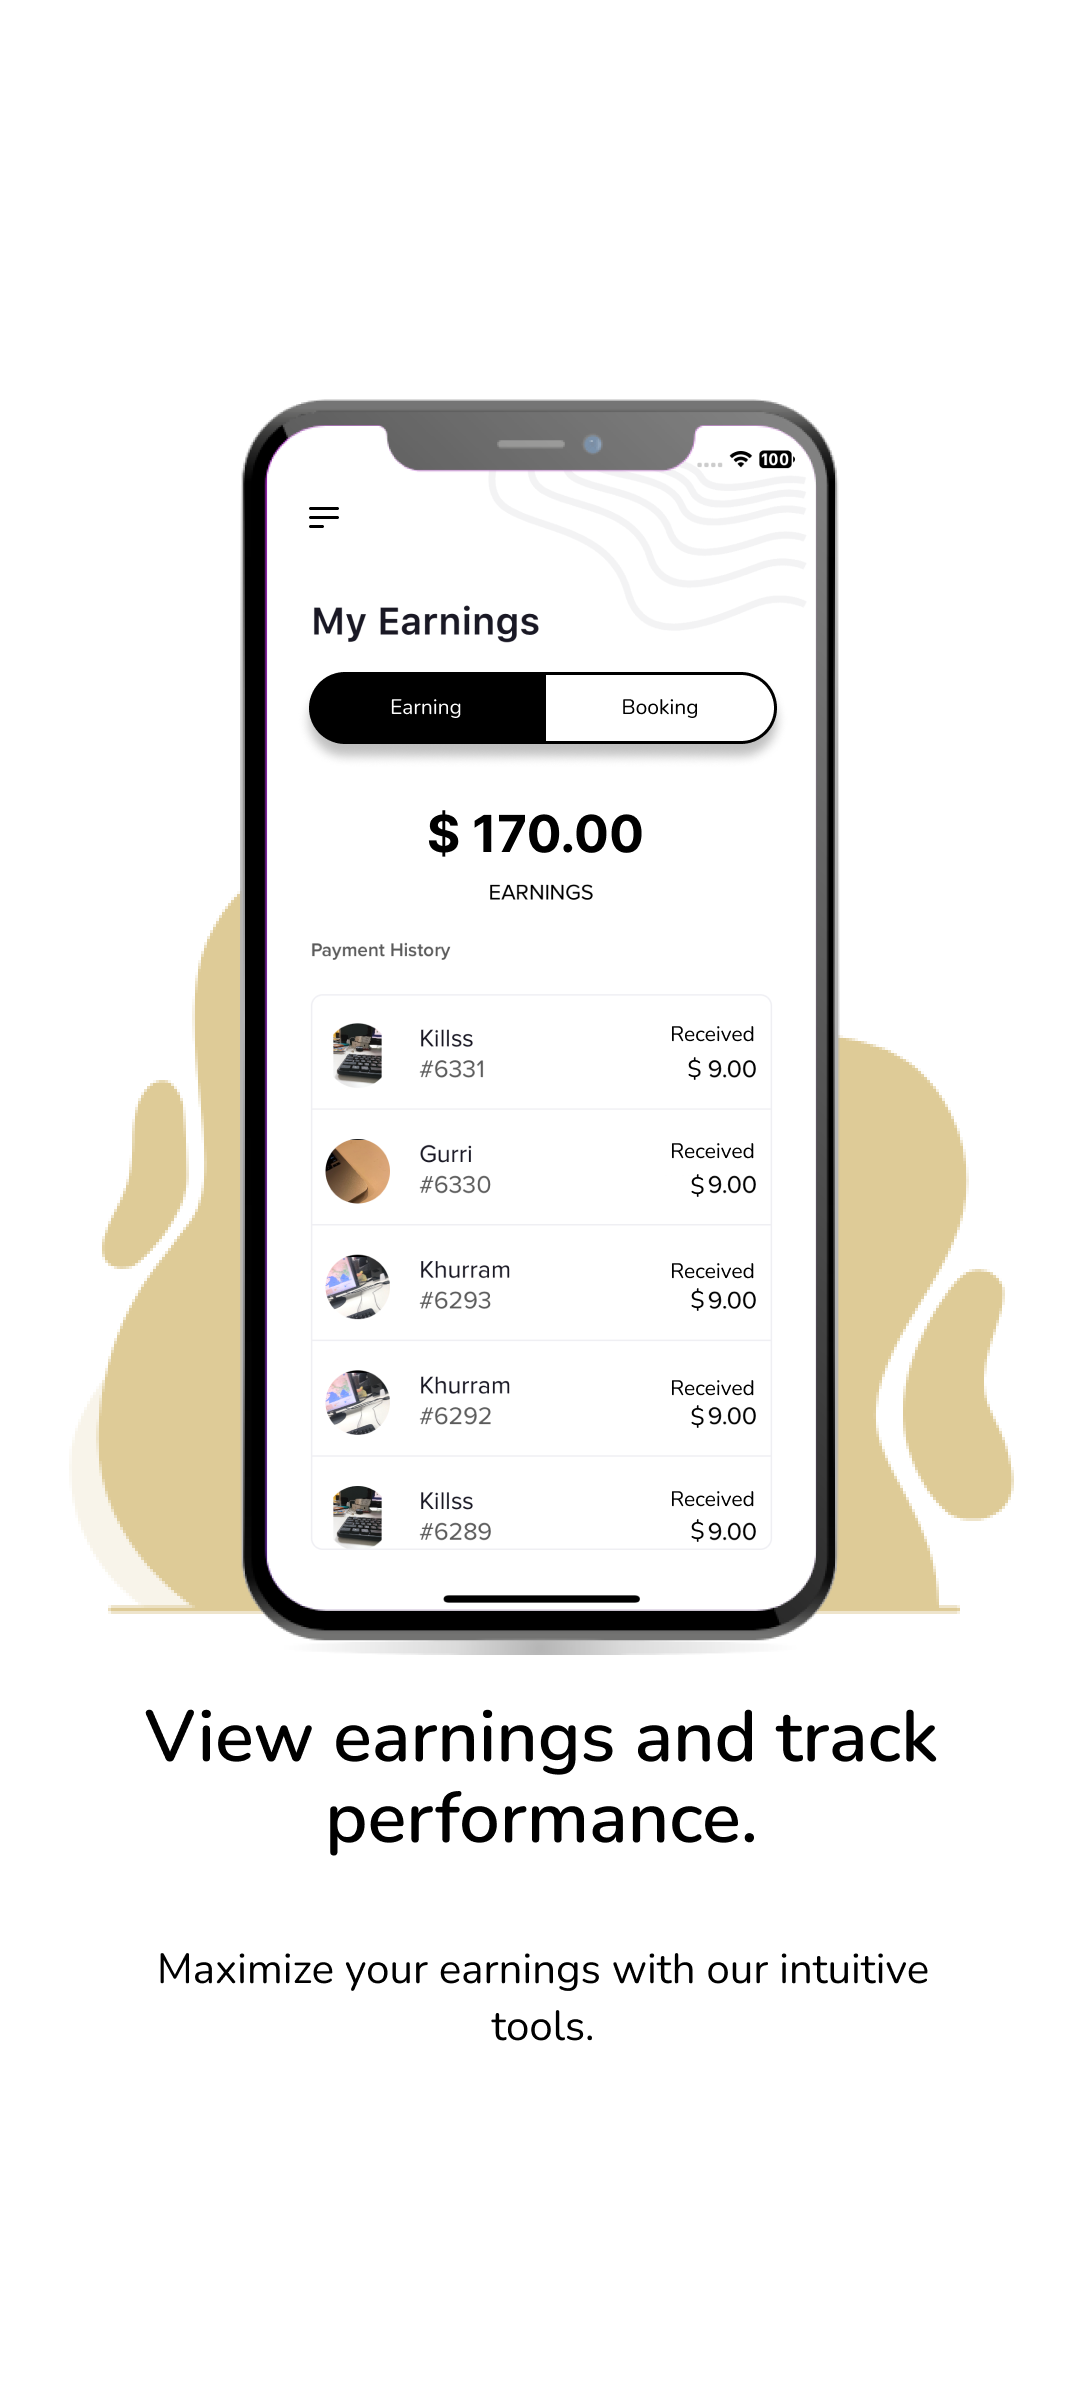 100
My Earnings
Earning
Booking
$ 170.00
EARNINGS
Payment History
Killss
Received
#6331
$ 9.00
Gurri
Received
#6330
$ 9.00
Khurram
Received
#6293
$ 9.00
Khurram
Received
#6292
$ 9.00
Killss
Received
#6289
$ 9.00
View earnings and track
performance.
Maximize your earnings with our intuitive
tools.